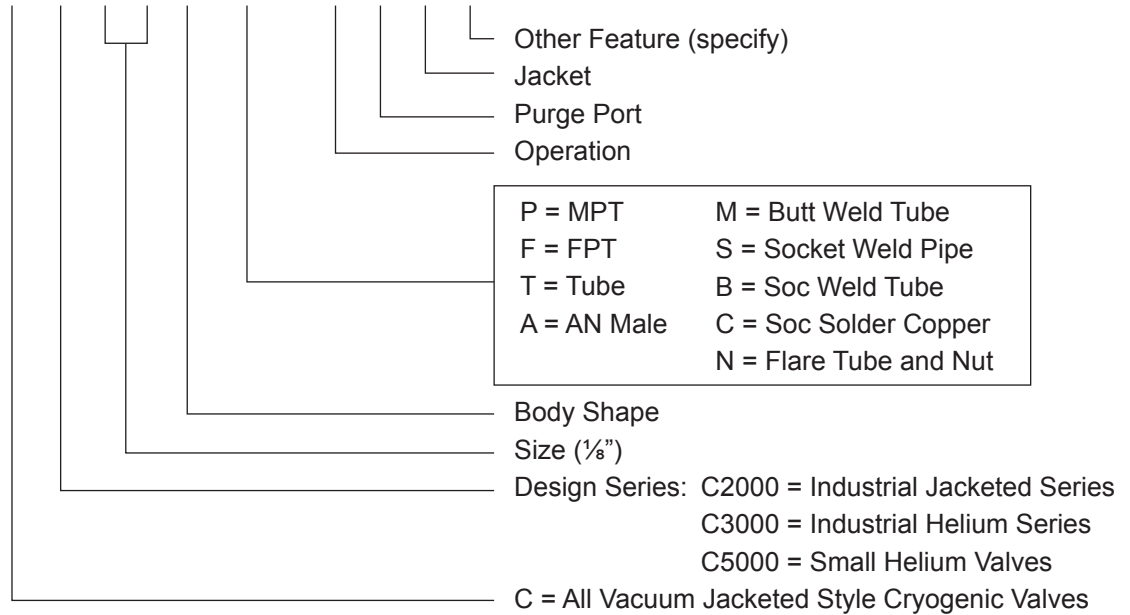 Other Feature (specify)
Jacket
Purge Port
Operation
P = MPT M = Butt Weld Tube
F = FPT S = Socket Weld Pipe
T = Tube B = Soc Weld Tube
A = AN Male C = Soc Solder Copper
N = Flare Tube and Nut
Body Shape
Size (⅛”)
Design Series: C2000 = Industrial Jacketed Series
C3000 = Industrial Helium Series
C5000 = Small Helium Valves
C = All Vacuum Jacketed Style Cryogenic Valves